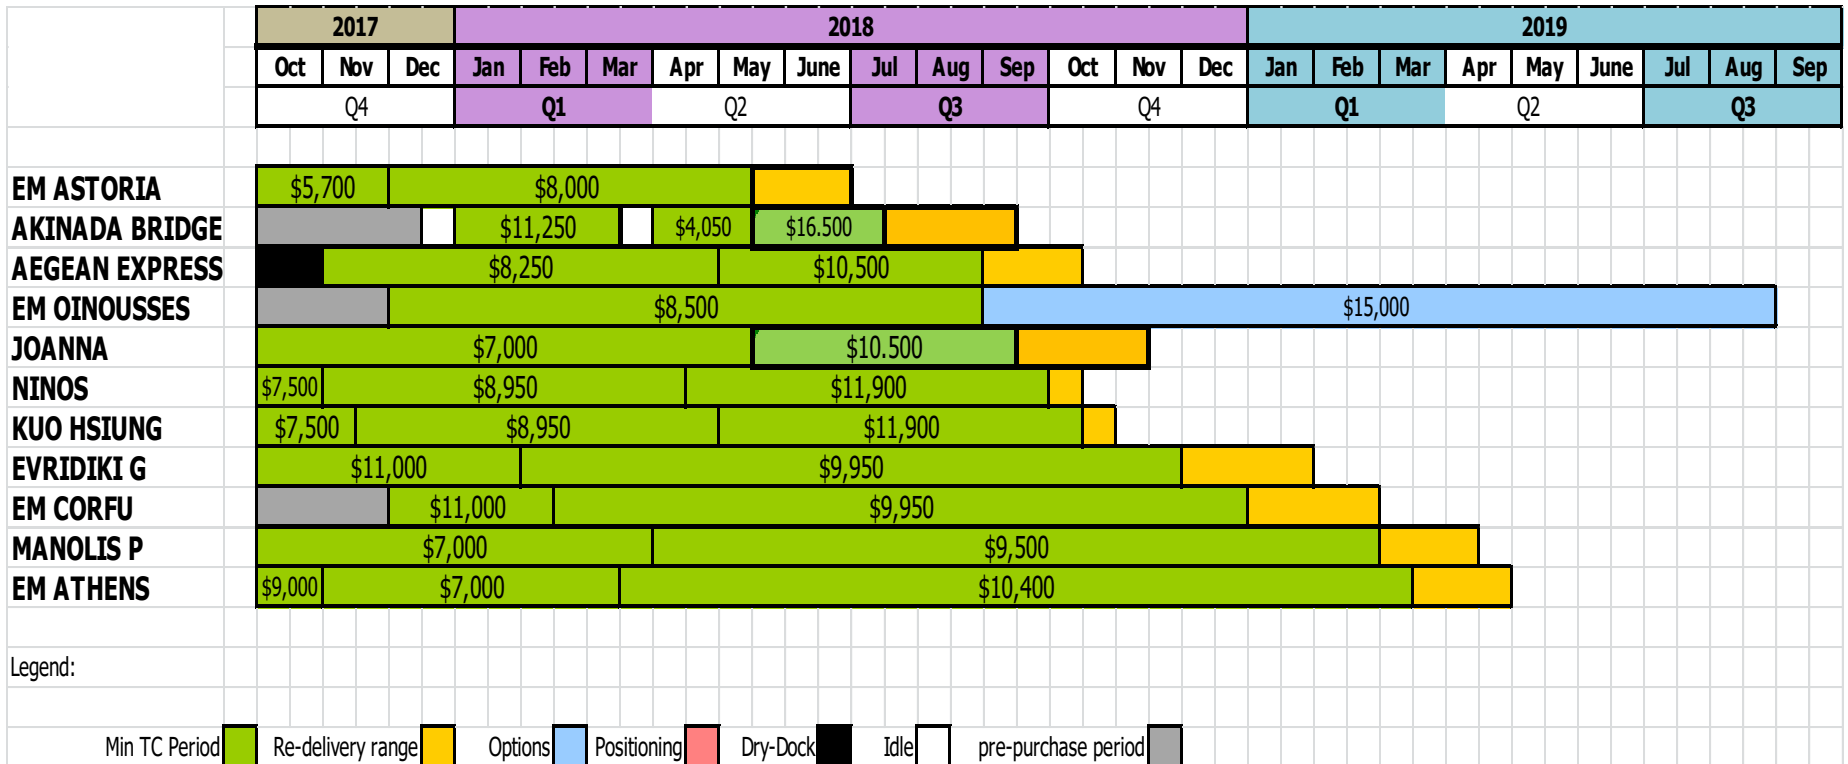 2017 2018 2019
Oct Nov Dec Jan Feb Mar Apr May June Jul Aug Sep Oct Nov Dec Jan Feb Mar Apr May June Jul Aug Sep
Q4 Q1 Q2 Q3 Q4 Q1 Q2 Q3
EM ASTORIA $5,700 $8,000
AKINADA BRIDGE $11,250 $4,050 $16.500
AEGEAN EXPRESS $8,250 $10,500
EM OINOUSSES $8,500 $15,000
JOANNA $7,000 $10.500
NINOS $7,500 $8,950 $11,900
KUO HSIUNG $7,500 $8,950 $11,900
EVRIDIKI G $11,000 $9,950
EM CORFU $11,000 $9,950
MANOLIS P $7,000 $9,500
EM ATHENS $9,000 $7,000 $10,400
Legend:
Min TC Period Re-delivery range Options Positioning Dry-Dock Idle pre-purchase period